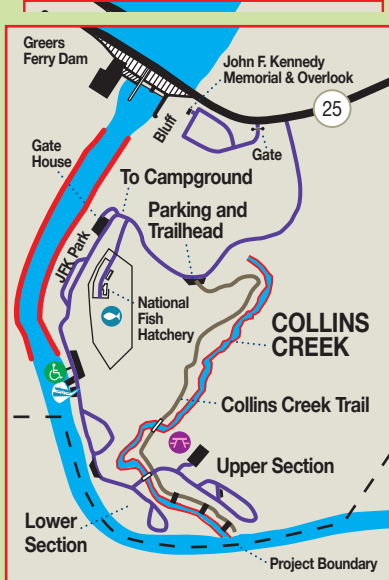 Greers
Ferry Dam
John F. Kennedy
Memorial & Overlook
25
Bluff
Gate
Gate
House
To Campground
Parking and
Trailhead
JFK Park
National
Fish
Hatchery
COLLINS
CREEK
Collins Creek Trail
Upper Section
Lower
Section
Project Boundary